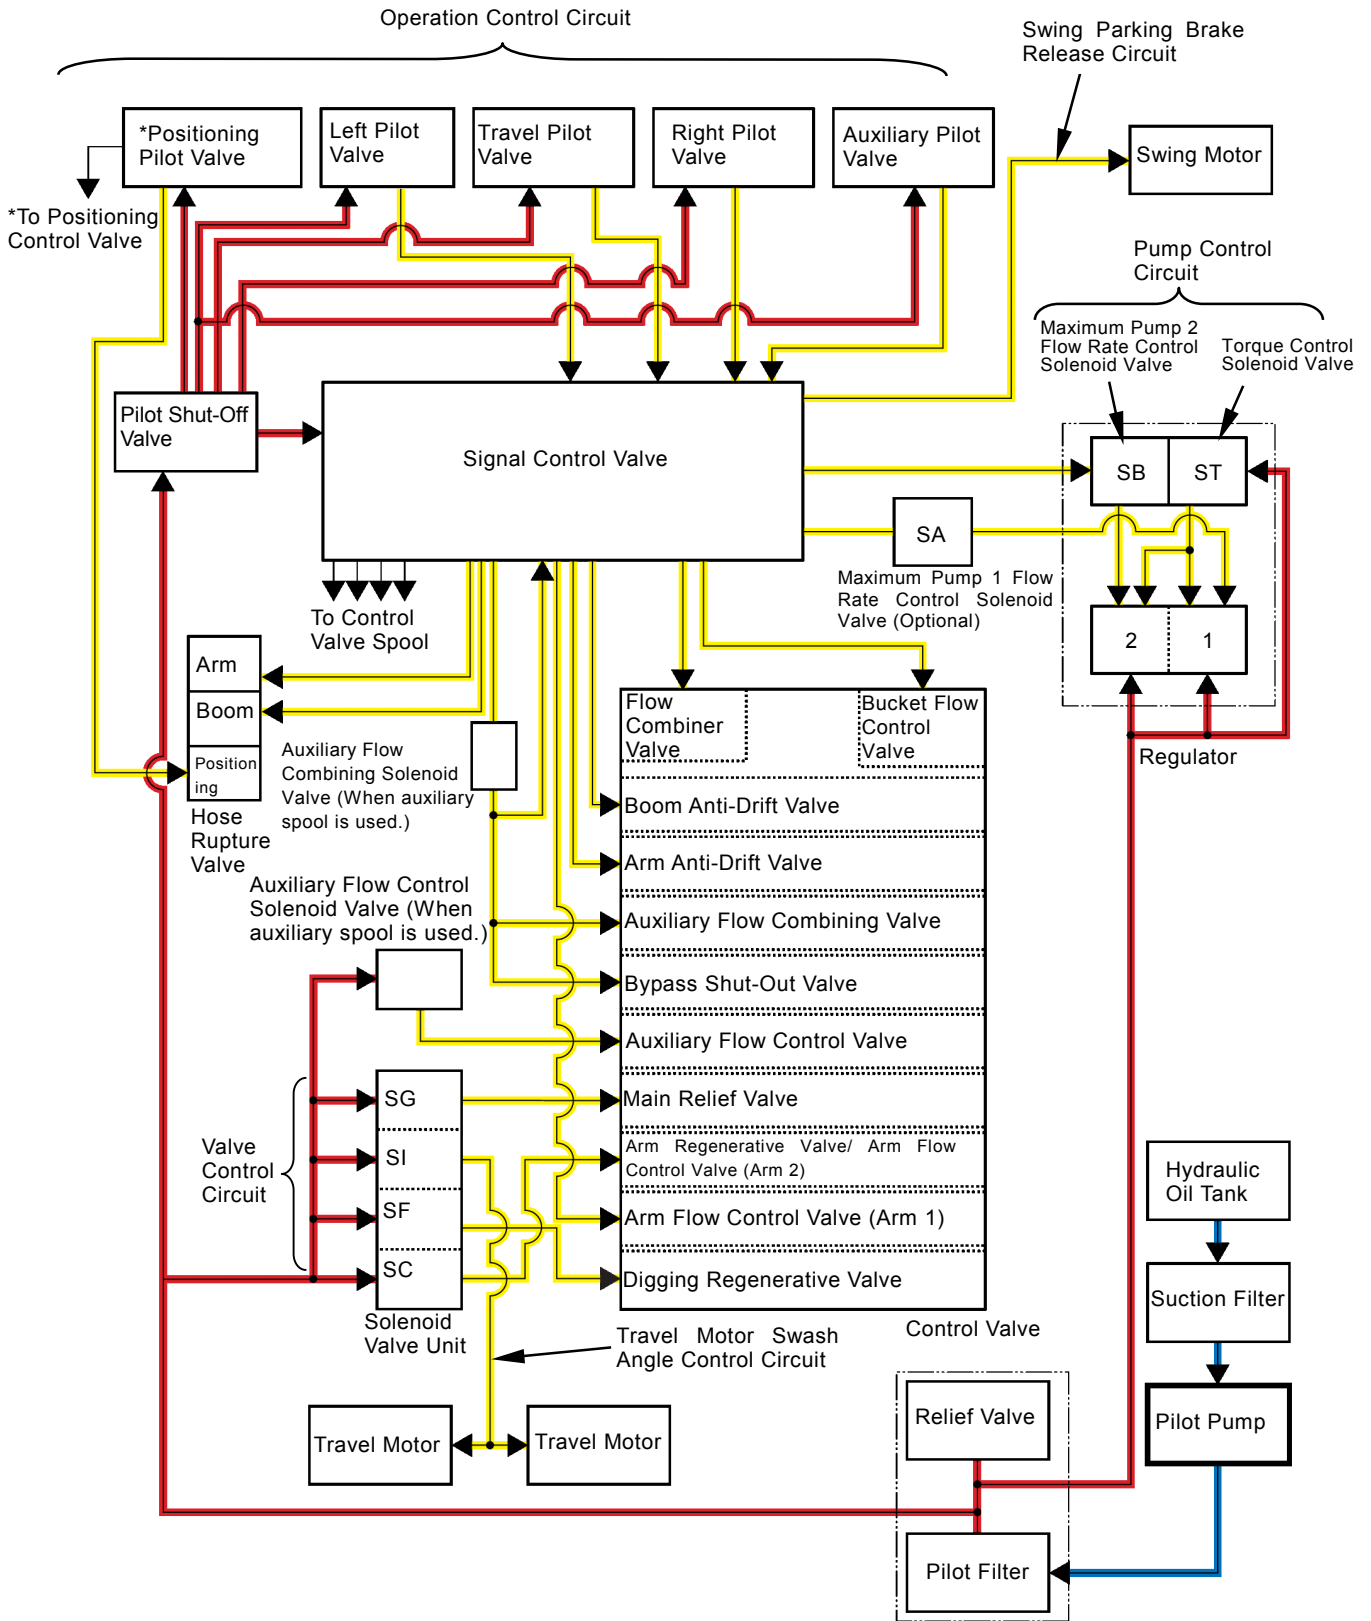 Operation Control Circuit
Swing Parking Brake
Release Circuit
*Positioning
Pilot Valve
Left Pilot
Valve
Travel Pilot
Valve
Right Pilot
Valve
Auxiliary Pilot
Valve
Swing Motor
*To Positioning
Control Valve
Pump Control
Circuit
Maximum Pump 2
Flow Rate Control
Solenoid Valve
Torque Control
Solenoid Valve
Pilot Shut-Off
Valve
Signal Control Valve
SB
ST
SA
Maximum Pump 1 Flow
Rate Control Solenoid
Valve (Optional)
To Control
Valve Spool
2
1
Regulator
Arm
Boom
Position
ing
Hose
Rupture
Valve
Auxiliary Flow
Combining Solenoid
Valve (When auxiliary
spool is used.)
Flow
Combiner
Valve
Bucket Flow
Control
Valve
Boom Anti-Drift Valve
Arm Anti-Drift Valve
Auxiliary Flow Control
Solenoid Valve (When
auxiliary spool is used.)
Auxiliary Flow Combining Valve
Bypass Shut-Out Valve
Auxiliary Flow Control Valve
Main Relief Valve
Arm Regenerative Valve/ Arm Flow
Control Valve (Arm 2)
Arm Flow Control Valve (Arm 1)
Digging Regenerative Valve
Control Valve
Valve
Control
Circuit
SG
SI
SF
SC
Solenoid
Valve Unit
Travel Motor Swash
Angle Control Circuit
Travel Motor
Travel Motor
Hydraulic
Oil Tank
Suction Filter
Pilot Pump
Relief Valve
Pilot Filter